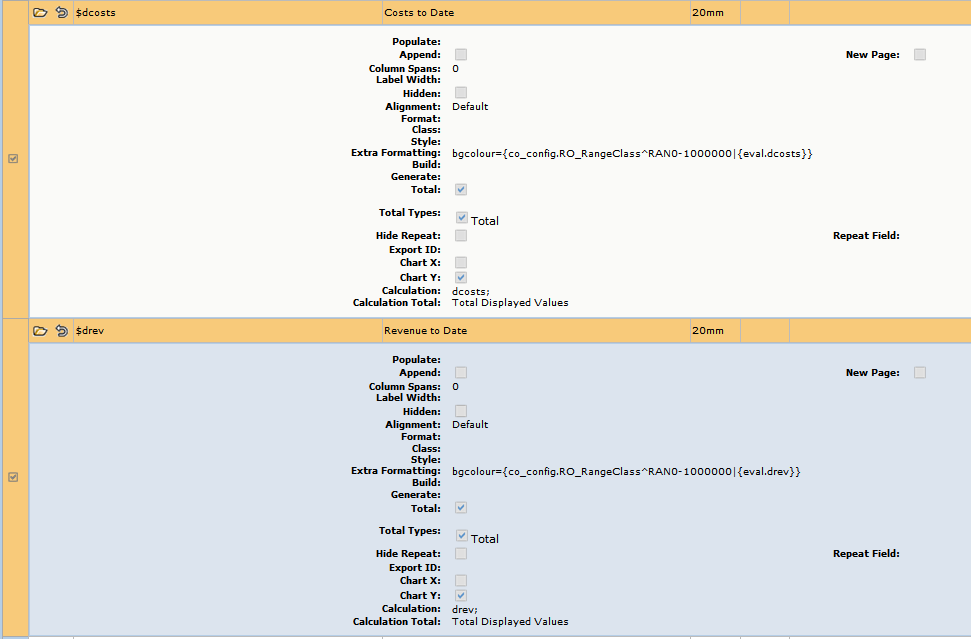 $dcosts Costs to Date 20mm
Populate:
Append: New Page:
Column Spans: 0
Label Width:
Hidden:
Alignment: Default
Format:
Class:
Style:
Extra Formatting: bgcolour={co_config.RO_RangeClass^RAN0-1000000|{eval.dcosts}}
Build:
Generate:
Total:
Total Types: Total
Hide Repeat: Repeat Field:
Export ID:
Chart X:
Chart Y:
Calculation: dcosts;
Calculation Total: Total Displayed Values
$drev Revenue to Date 20mm
Populate:
Append: New Page:
Column Spans: 0
Label Width:
Hidden:
Alignment: Default
Format:
Class:
Style:
Extra Formatting: bgcolour={co_config.RO_RangeClass^RAN0-1000000|{eval.drev}}
Build:
Generate:
Total:
Total Types: Total
Hide Repeat: Repeat Field:
Export ID:
Chart X:
Chart Y:
Calculation: drev;
Calculation Total: Total Displayed Values